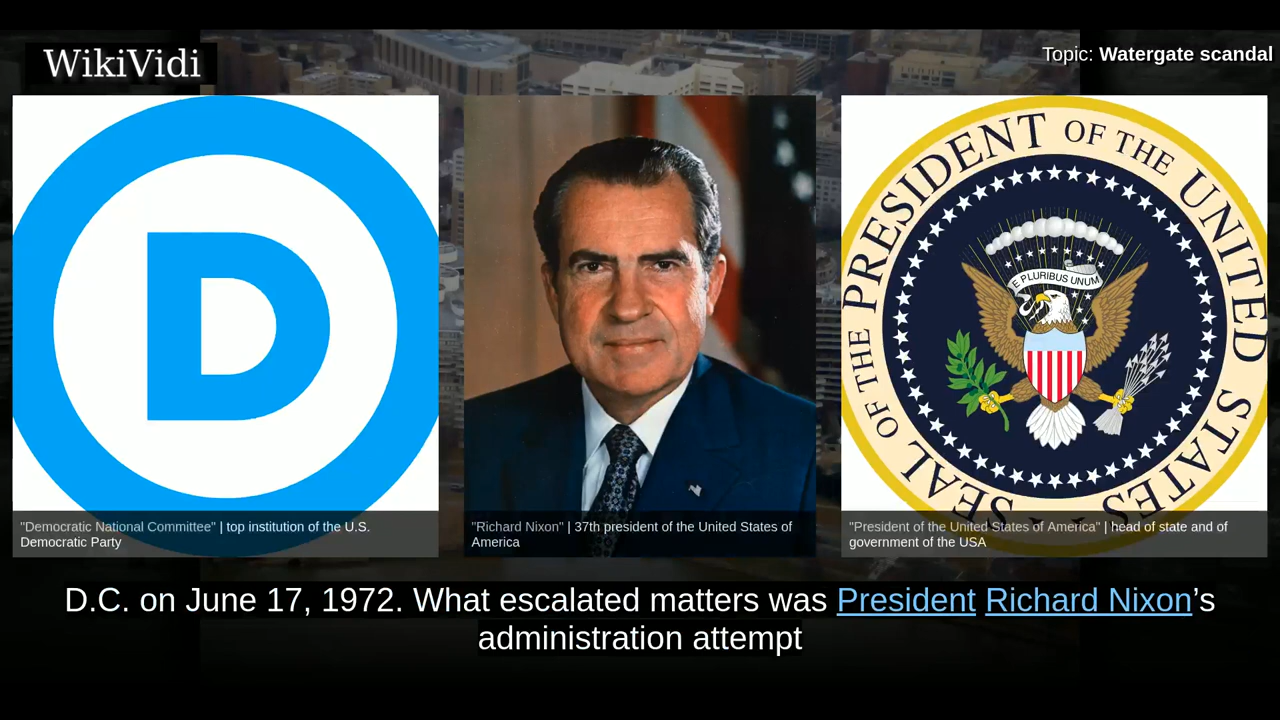 WikiVidi
Topic: Watergate scandal
D
SEAL OF THE PRESIDENT OF THE UNITED STATES
E PLURIBUS UNUM
"Democratic National Committee" | top institution of the U.S.
Democratic Party
"Richard Nixon" | 37th president of the United States of
America
"President of the United States of America" | head of state and of
government of the USA
D.C. on June 17, 1972. What escalated matters was President Richard Nixon’s
administration attempt